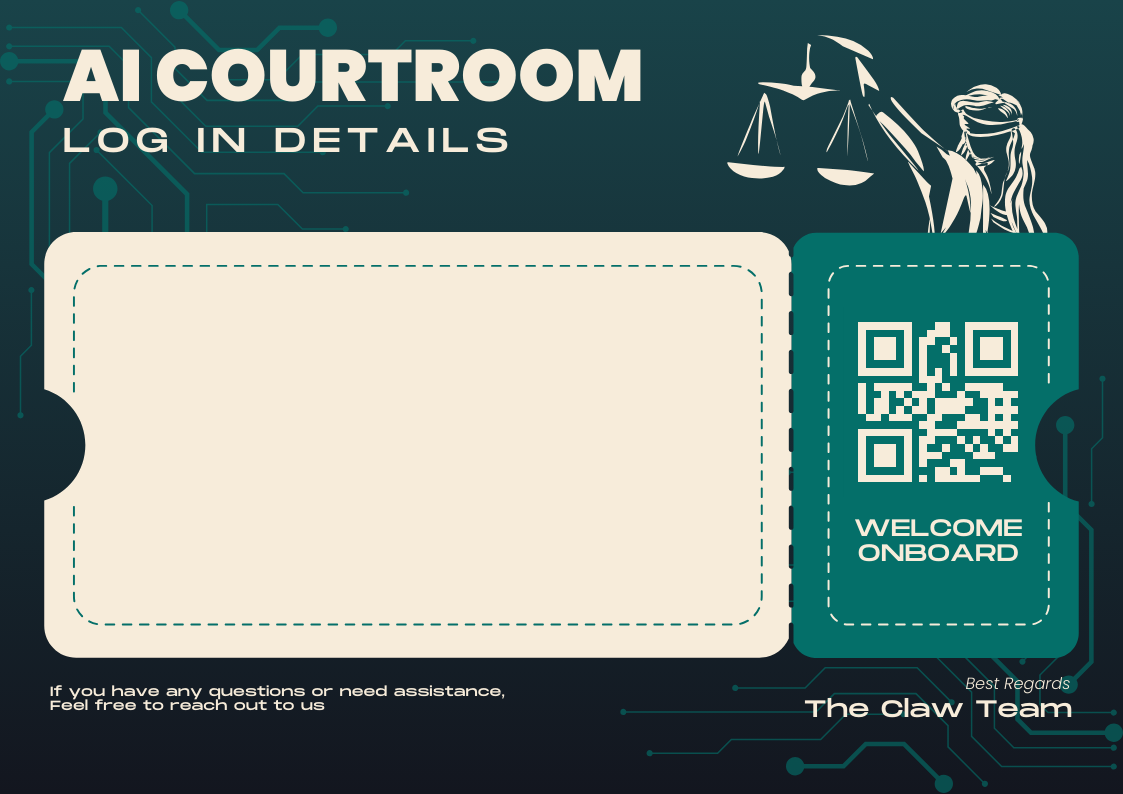 AI COURTROOM
LOG IN DETAILS
WELCOME
ONBOARD
If you have any questions or need assistance,
Feel free to reach out to us
Best Regards
The Claw Team